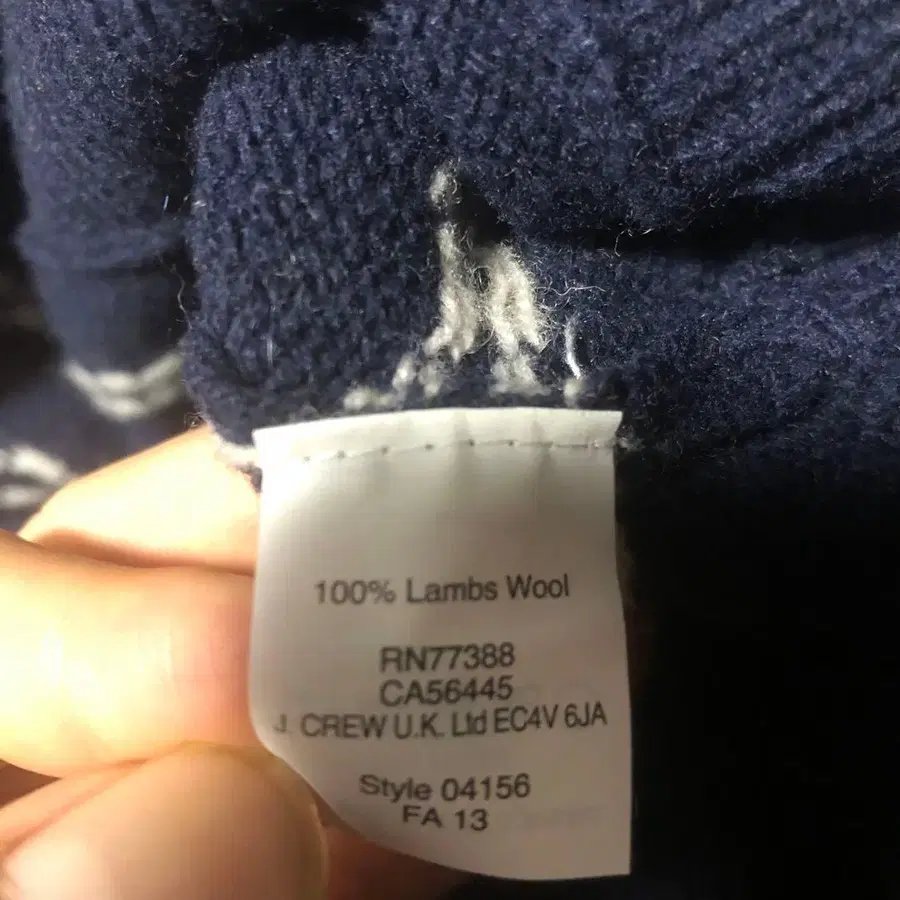 100% Lambs Wool
RN77388
CA56445
J. CREW U.K. Ltd EC4V 6JA
Style 04156
FA 13